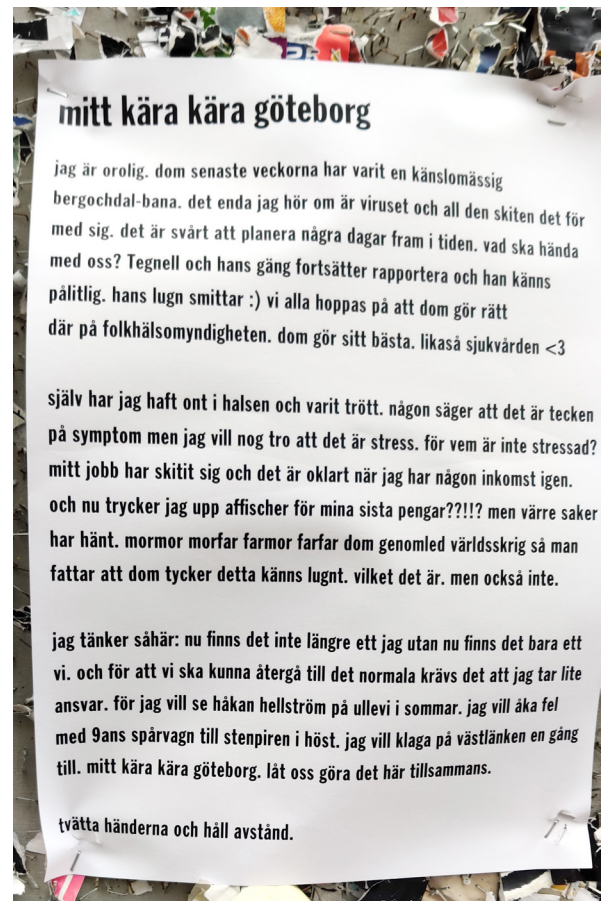 mitt kära kära göteborg
jag är orolig. dom senaste veckorna har varit en känslomässig
bergochdal-bana. det enda jag hör om är viruset och all den skiten det för
med sig. det är svårt att planera några dagar fram i tiden. vad ska hända
med oss? Tegnell och hans gäng fortsätter rapportera och han känns
pålitlig. hans lugn smittar :) vi alla hoppas på att dom gör rätt
där på folkhälsomyndigheten. dom gör sitt bästa. likaså sjukvården <3
själv har jag haft ont i halsen och varit trött. någon säger att det är tecken
på symptom men jag vill nog tro att det är stress. för vem är inte stressad?
mitt jobb har skitit sig och det är oklart när jag har någon inkomst igen.
och nu trycker jag upp affischer för mina sista pengar??!!? men värre saker
har hänt. mormor morfar farmor farfar dom genomled världsskrig så man
fattar att dom tycker detta känns lugnt. vilket det är. men också inte.
jag tänker såhär: nu finns det inte längre ett jag utan nu finns det bara ett
vi. och för att vi ska kunna återgå till det normala krävs det att jag tar lite
ansvar. för jag vill se håkan hellström på ullevi i sommar. jag vill åka fel
med 9ans spårvagn till stenpiren i höst. jag vill klaga på västlänken en gång
till. mitt kära kära göteborg. låt oss göra det här tillsammans.
tvätta händerna och håll avstånd.